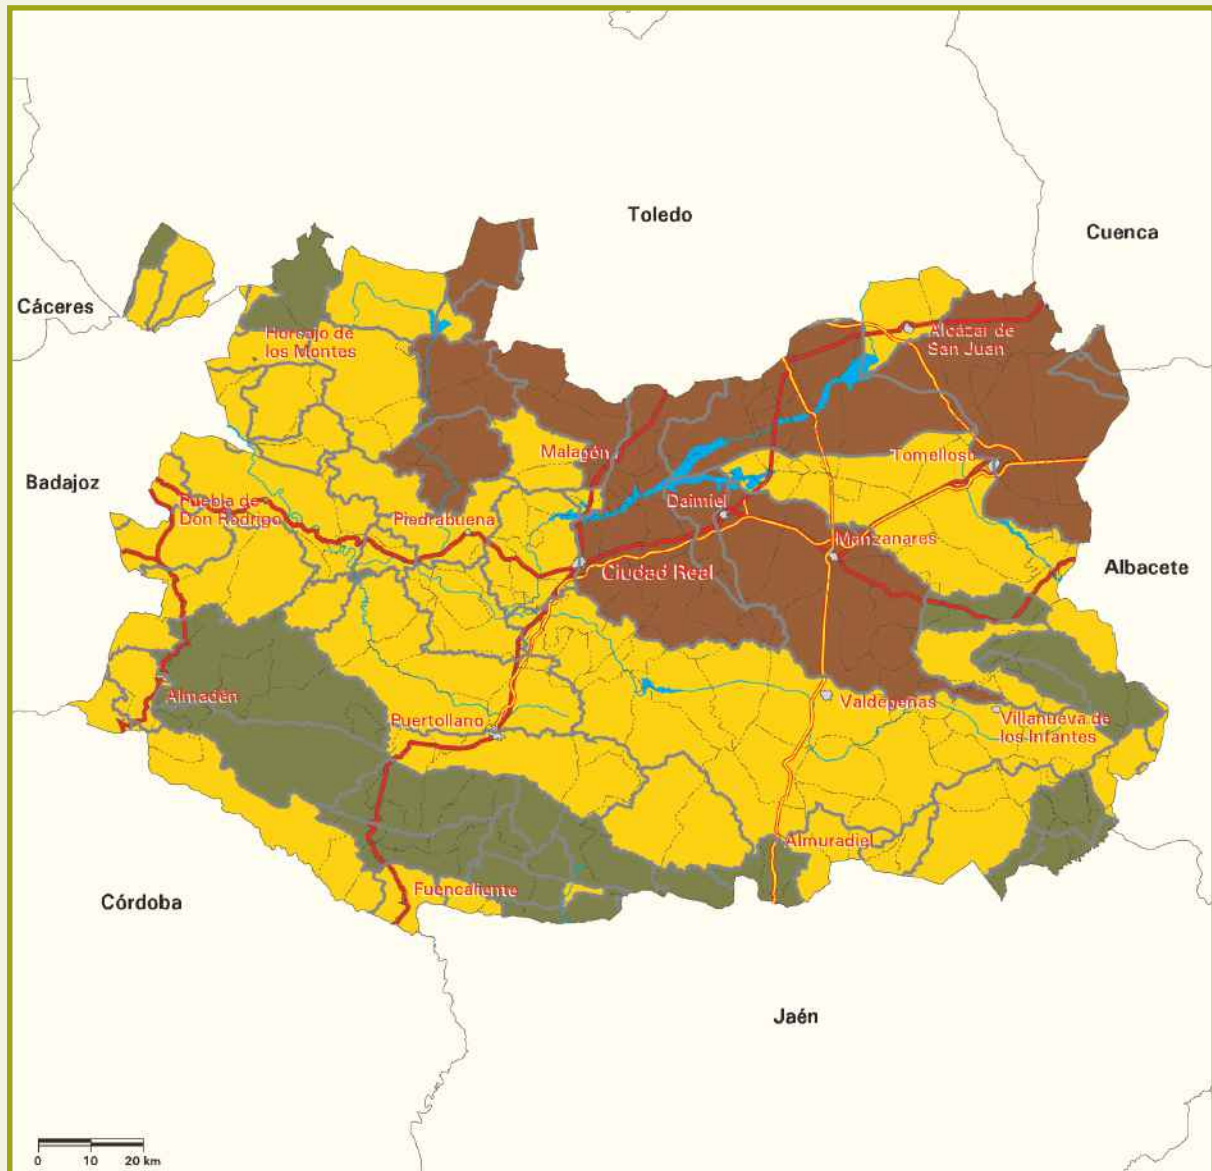 Toledo
Cuenca
Cáceres
Horcajo de
los Montes
Alcázar de
San Juan
Malagón
Tomelloso
Badajoz
Puebla de
Don Rodrigo
Piedrabuena
Daimiel
Manzanares
Ciudad Real
Albacete
Almadén
Valdepeñas
Puertollano
Villanueva de
los Infantes
Almuradiel
Fuencaliente
Córdoba
Jaén
0 10 20 km